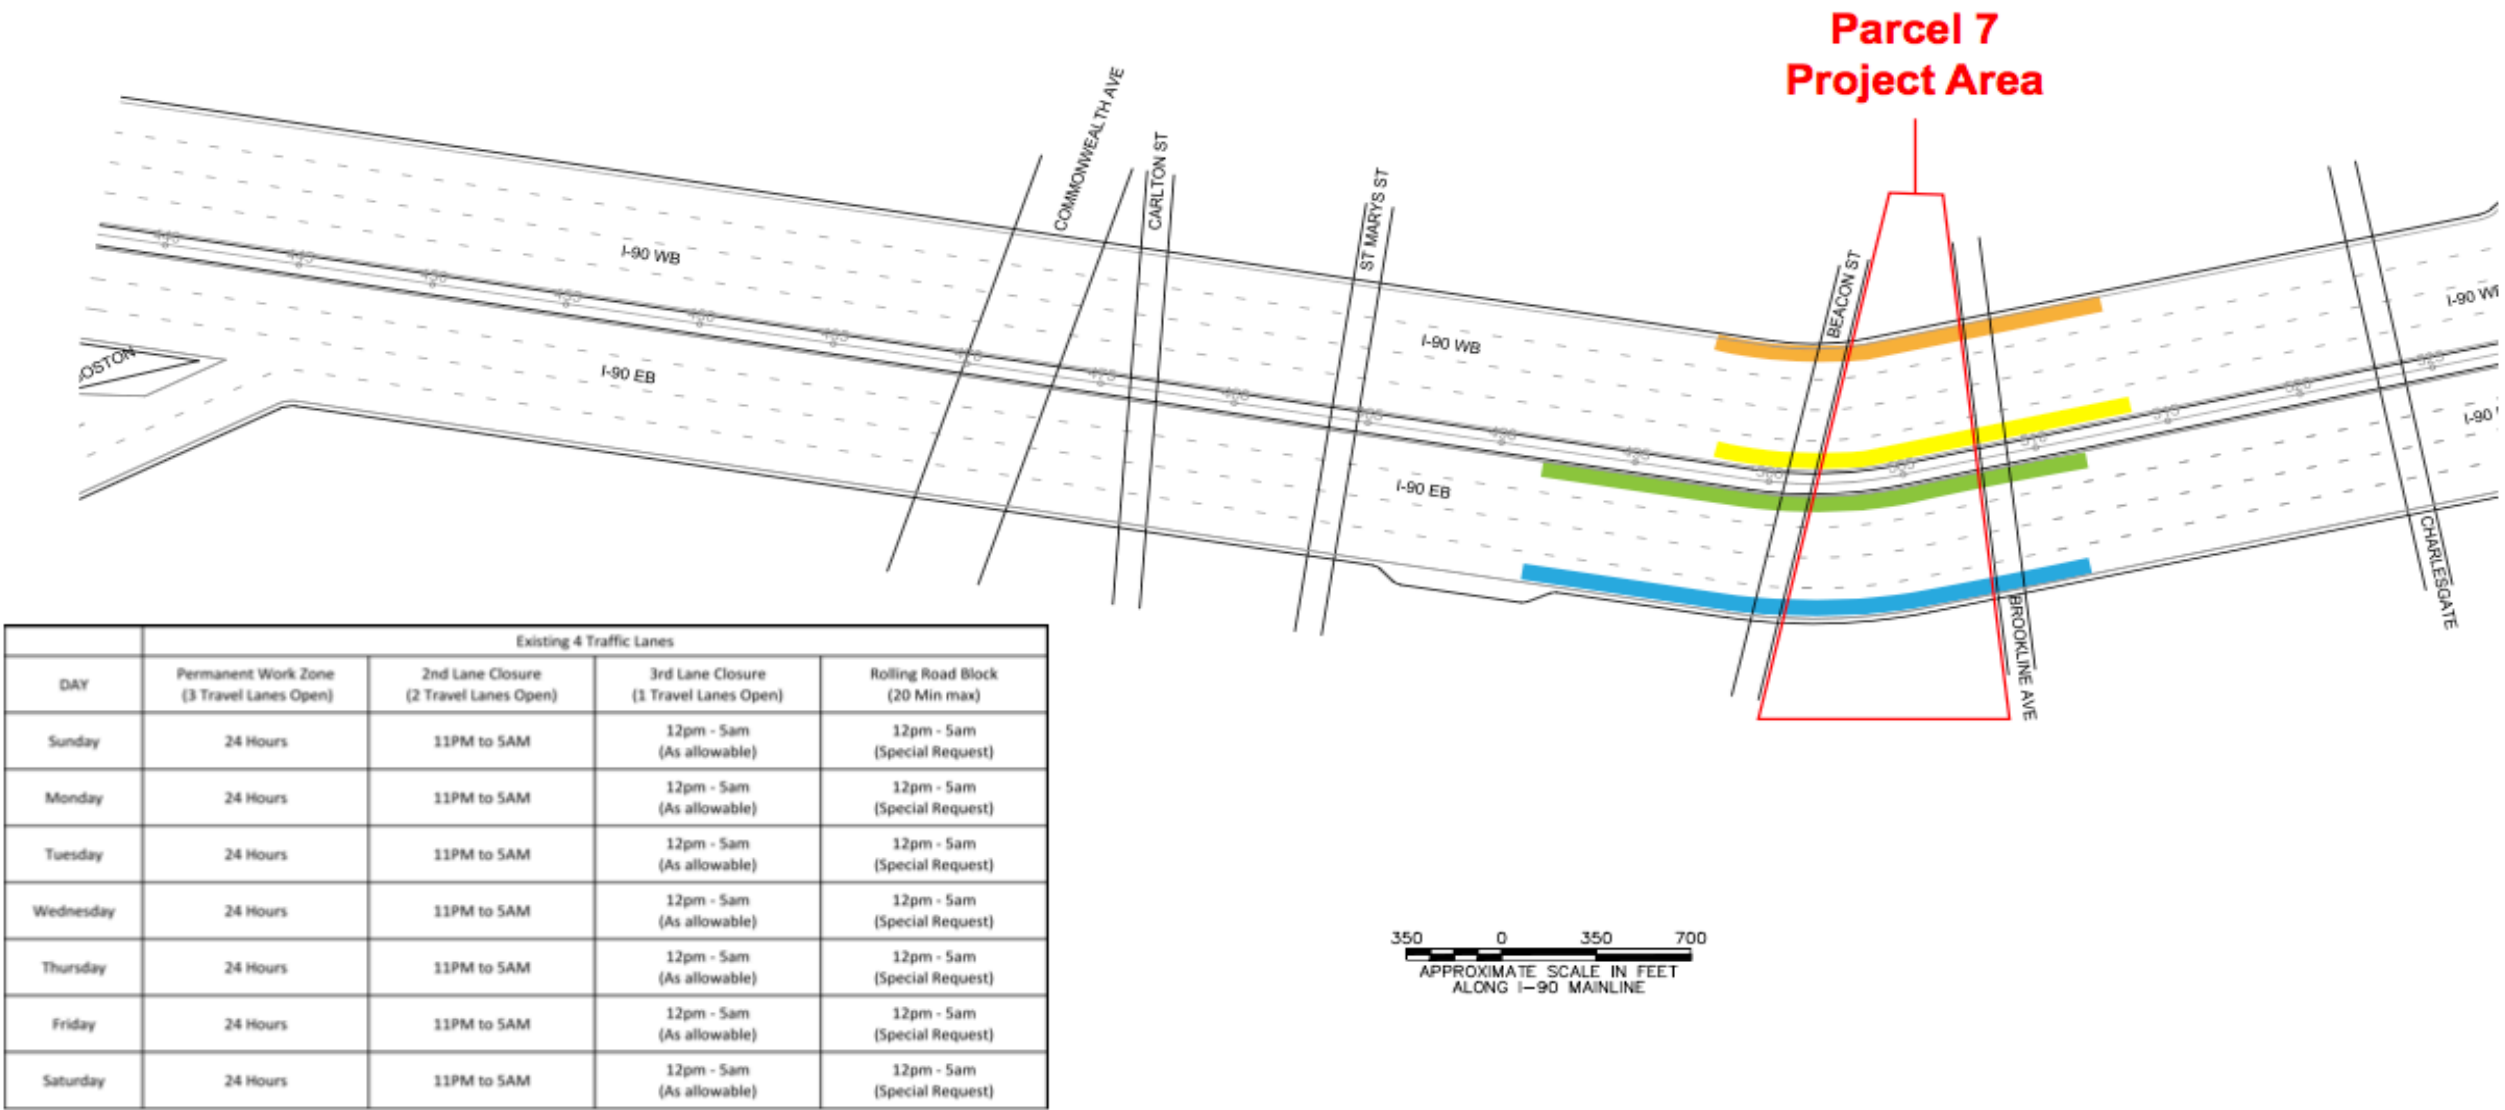 Parcel 7
Project Area
COMMONWEALTH AVE
CARLTON ST
ST MARYS ST
BEACON ST
I-90 WB
I-90 WB
I-90 EB
I-90 EB
BROOKLINE AVE
CHARLESGATE
Existing 4 Traffic Lanes
DAY
Permanent Work Zone
(3 Travel Lanes Open)
2nd Lane Closure
(2 Travel Lanes Open)
3rd Lane Closure
(1 Travel Lanes Open)
Rolling Road Block
(20 Min max)
Sunday
24 Hours
11PM to 5AM
12pm - 5am
(As allowable)
12pm - 5am
(Special Request)
Monday
24 Hours
11PM to 5AM
12pm - 5am
(As allowable)
12pm - 5am
(Special Request)
Tuesday
24 Hours
11PM to 5AM
12pm - 5am
(As allowable)
12pm - 5am
(Special Request)
Wednesday
24 Hours
11PM to 5AM
12pm - 5am
(As allowable)
12pm - 5am
(Special Request)
Thursday
24 Hours
11PM to 5AM
12pm - 5am
(As allowable)
12pm - 5am
(Special Request)
Friday
24 Hours
11PM to 5AM
12pm - 5am
(As allowable)
12pm - 5am
(Special Request)
Saturday
24 Hours
11PM to 5AM
12pm - 5am
(As allowable)
12pm - 5am
(Special Request)
350 0 350 700
APPROXIMATE SCALE IN FEET
ALONG I-90 MAINLINE